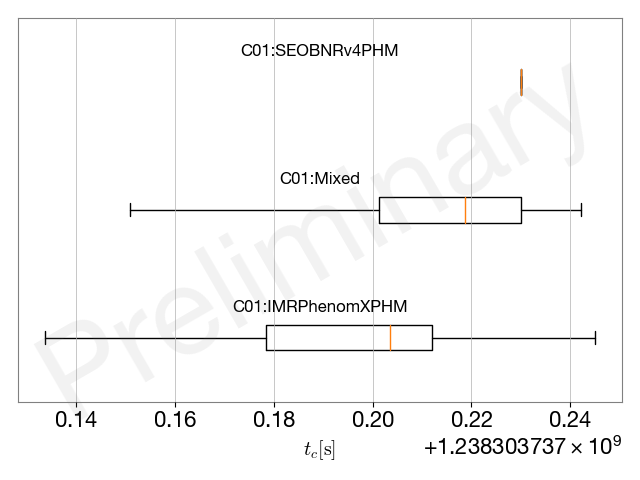 C01:SEOBNRv4PHM
C01:Mixed
C01:IMRPhenomXPHM
Preliminary
0.14 0.16 0.18 0.20 0.22 0.24
t_c[s]
+1.238303737 × 10^9